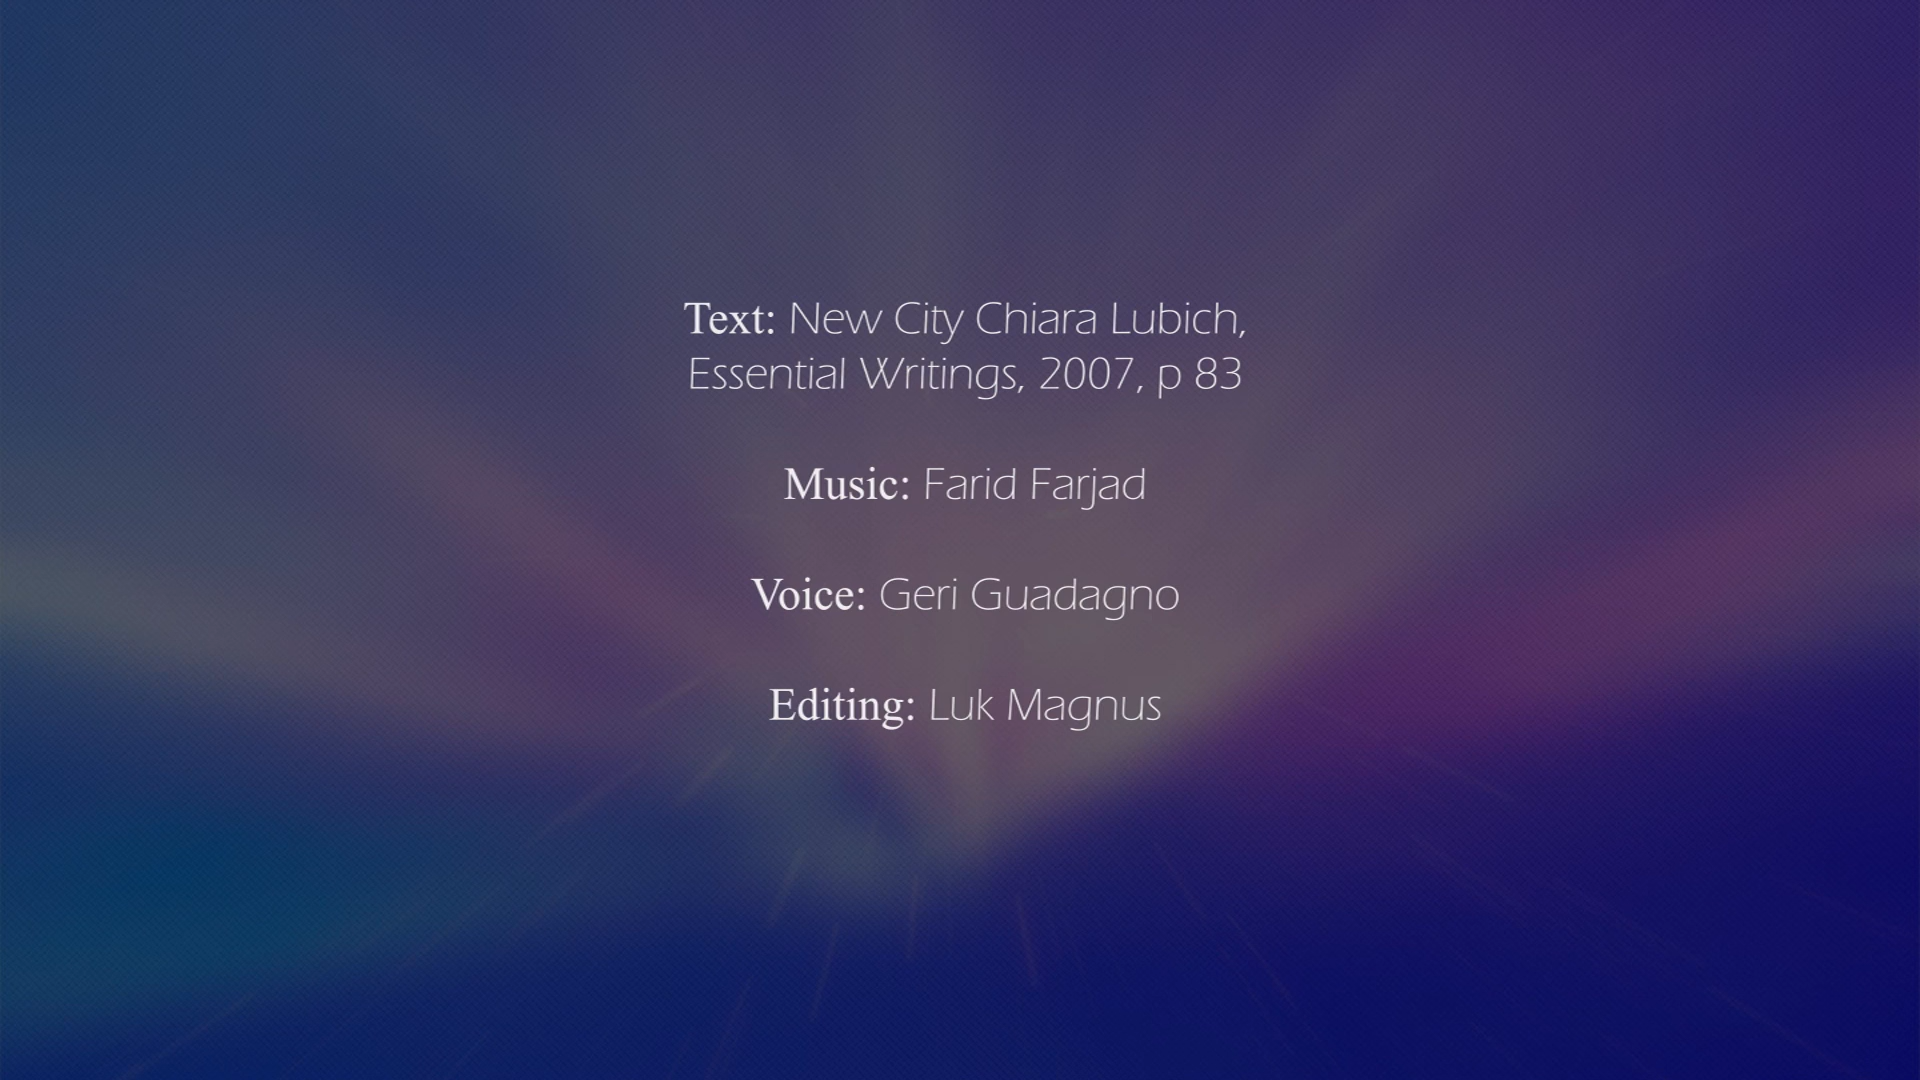 Text: New City Chiara Lubich,
Essential Writings, 2007, p 83
Music: Farid Farjad
Voice: Geri Guadagno
Editing: Luk Magnus